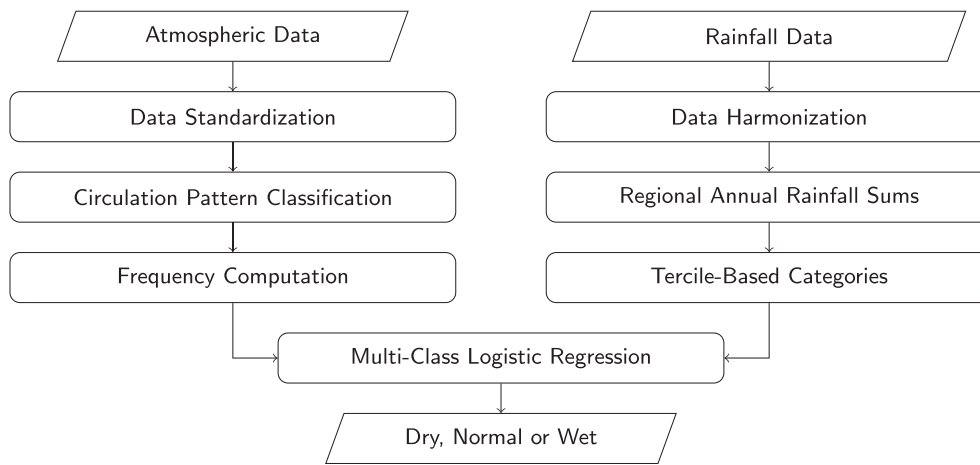 Atmospheric Data
Rainfall Data
Data Standardization
Data Harmonization
Circulation Pattern Classification
Regional Annual Rainfall Sums
Frequency Computation
Tercile-Based Categories
Multi-Class Logistic Regression
Dry, Normal or Wet